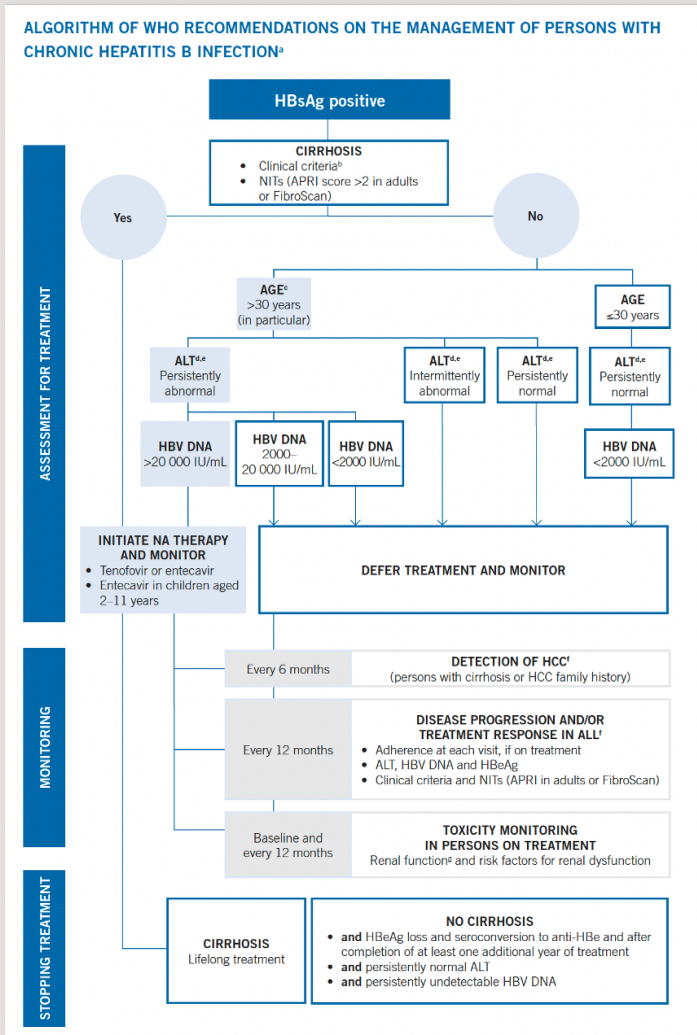 ALGORITHM OF WHO RECOMMENDATIONS ON THE MANAGEMENT OF PERSONS WITH
CHRONIC HEPATITIS B INFECTIONᵃ
HBsAg positive
CIRRHOSIS
• Clinical criteriaᵇ
• NITs (APRI score >2 in adults
or FibroScan)
Yes
No
ASSESSMENT FOR TREATMENT
AGEᶜ
>30 years
(in particular)
AGE
≤30 years
ALTᵈ,ᵉ
Persistently
abnormal
ALTᵈ,ᵉ
Intermittently
abnormal
ALTᵈ,ᵉ
Persistently
normal
ALTᵈ,ᵉ
Persistently
normal
HBV DNA
>20 000 IU/mL
HBV DNA
2000–
20 000 IU/mL
HBV DNA
<2000 IU/mL
HBV DNA
<2000 IU/mL
INITIATE NA THERAPY
AND MONITOR
• Tenofovir or entecavir
• Entecavir in children aged
2–11 years
DEFER TREATMENT AND MONITOR
MONITORING
Every 6 months
DETECTION OF HCCᶠ
(persons with cirrhosis or HCC family history)
Every 12 months
DISEASE PROGRESSION AND/OR
TREATMENT RESPONSE IN ALLᶠ
• Adherence at each visit, if on treatment
• ALT, HBV DNA and HBeAg
• Clinical criteria and NITs (APRI in adults or FibroScan)
Baseline and
every 12 months
TOXICITY MONITORING
IN PERSONS ON TREATMENT
Renal functionᵍ and risk factors for renal dysfunction
STOPPING TREATMENT
CIRRHOSIS
Lifelong treatment
NO CIRRHOSIS
• and HBeAg loss and seroconversion to anti-HBe and after
completion of at least one additional year of treatment
• and persistently normal ALT
• and persistently undetectable HBV DNA